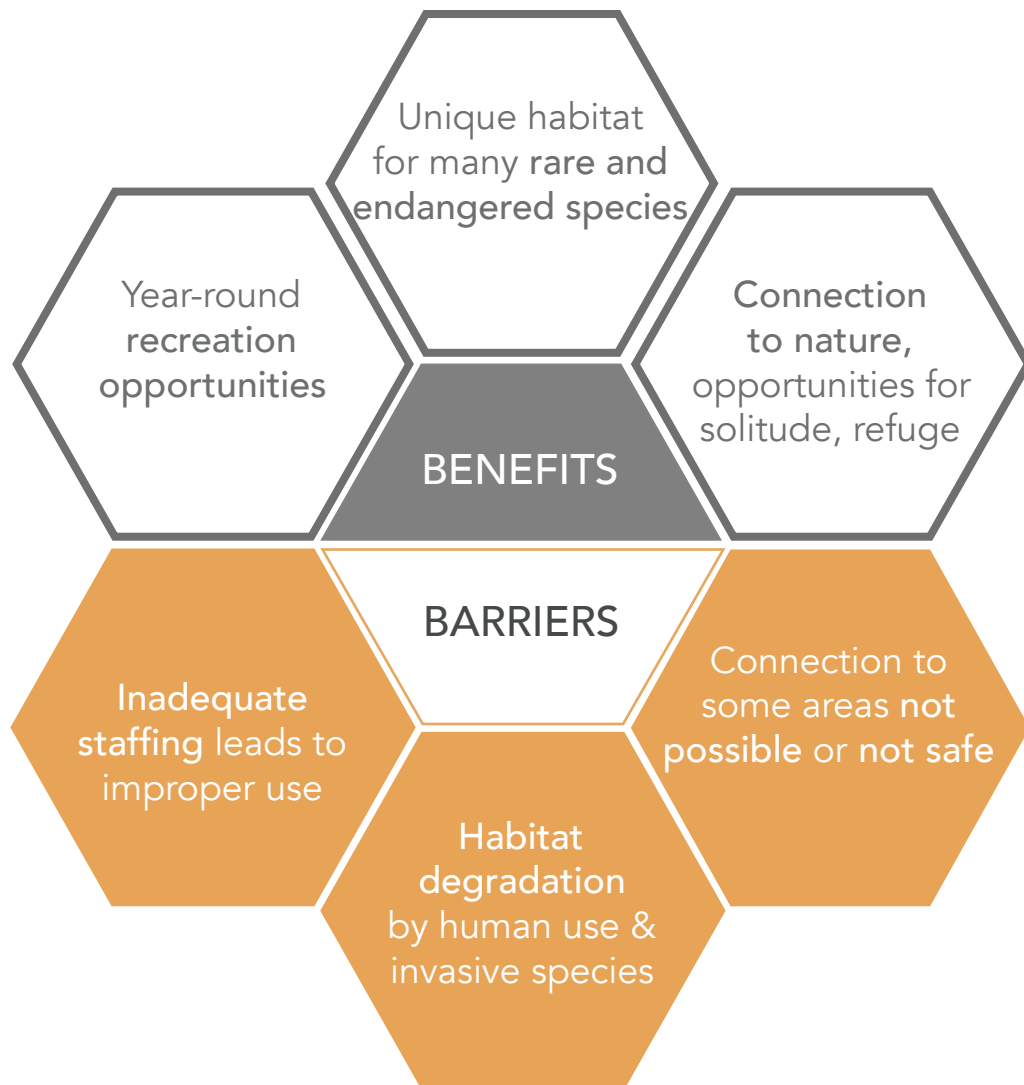 Unique habitat
for many rare and
endangered species
Year-round
recreation
opportunities
Connection
to nature,
opportunities for
solitude, refuge
BENEFITS
BARRIERS
Inadequate
staffing leads to
improper use
Connection to
some areas not
possible or not safe
Habitat
degradation
by human use &
invasive species